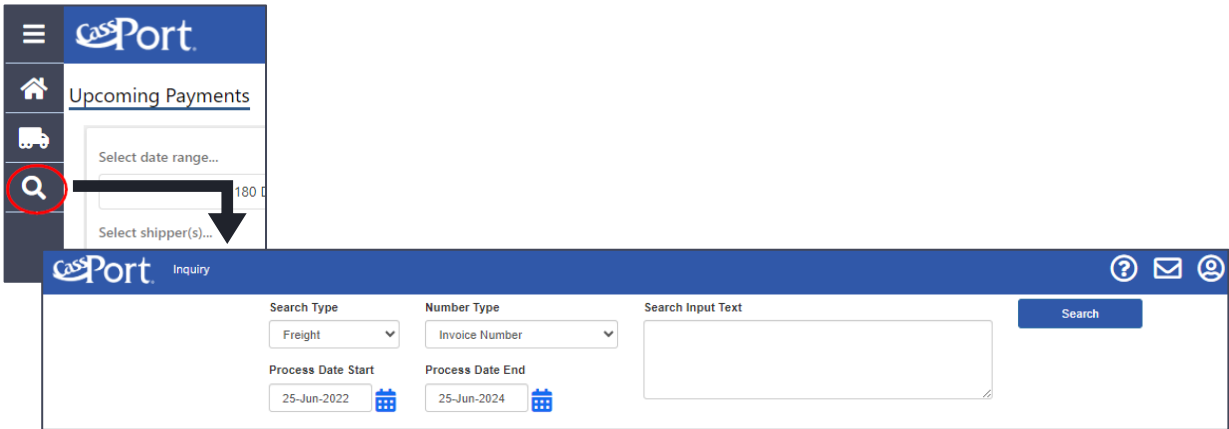 CassPort.
Upcoming Payments
Select date range...
180 D
Select shipper(s)...
CassPort. Inquiry
Search Type Number Type Search Input Text Search
Freight Invoice Number
Process Date Start Process Date End
25-Jun-2022 25-Jun-2024